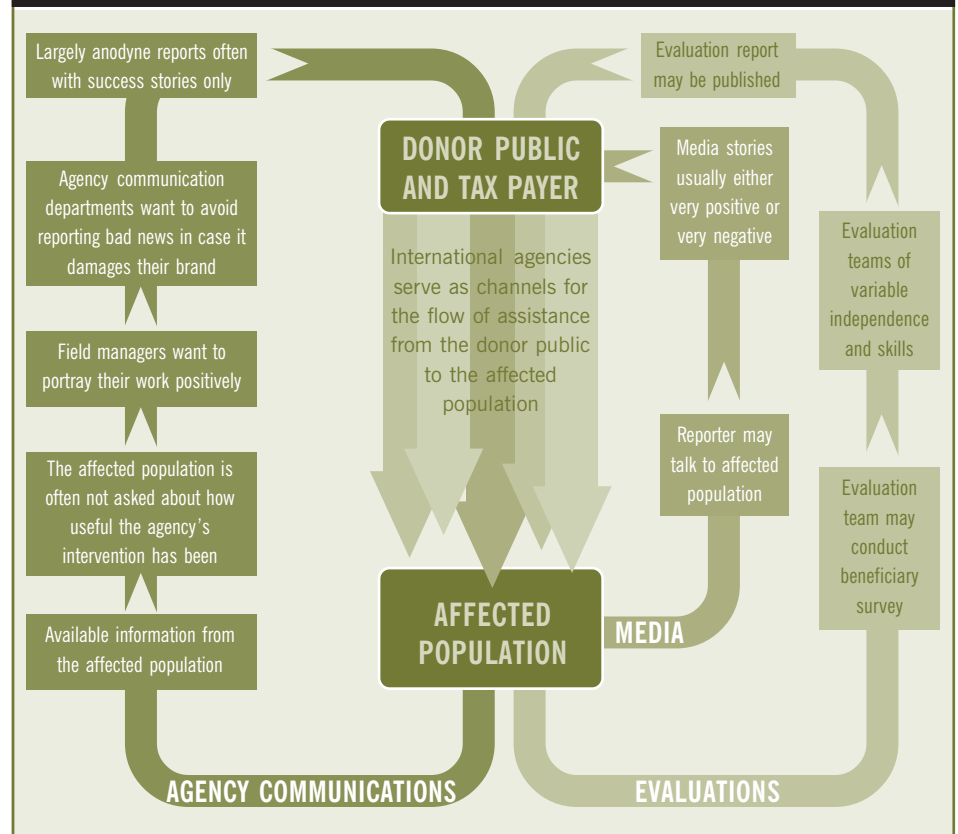 Largely anodyne reports often
with success stories only
Agency communication
departments want to avoid
reporting bad news in case it
damages their brand
Field managers want to
portray their work positively
The affected population is
often not asked about how
useful the agency's
intervention has been
Available information from
the affected population
AGENCY COMMUNICATIONS
DONOR PUBLIC
AND TAX PAYER
International agencies
serve as channels for
the flow of assistance
from the donor public
to the affected
population
AFFECTED
POPULATION
Media stories
usually either
very positive or
very negative
Reporter may
talk to affected
population
MEDIA
Evaluation report
may be published
Evaluation
teams of
variable
independence
and skills
Evaluation
team may
conduct
beneficiary
survey
EVALUATIONS